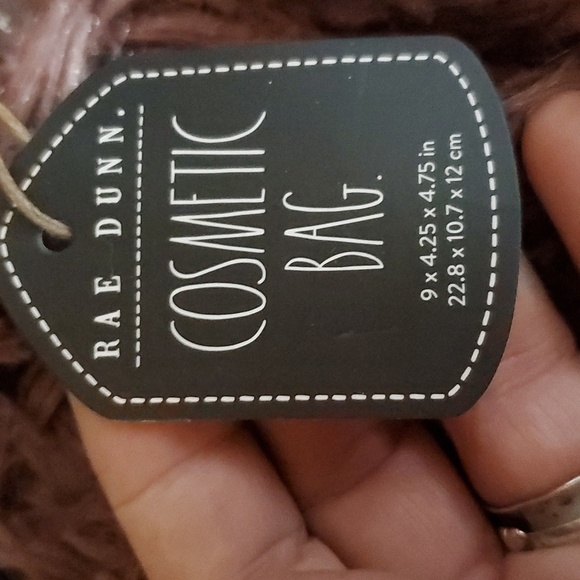 RAE DUNN.
COSMETIC
BAG.
9 x 4.25 x 4.75 in
22.8 x 10.7 x 12 cm